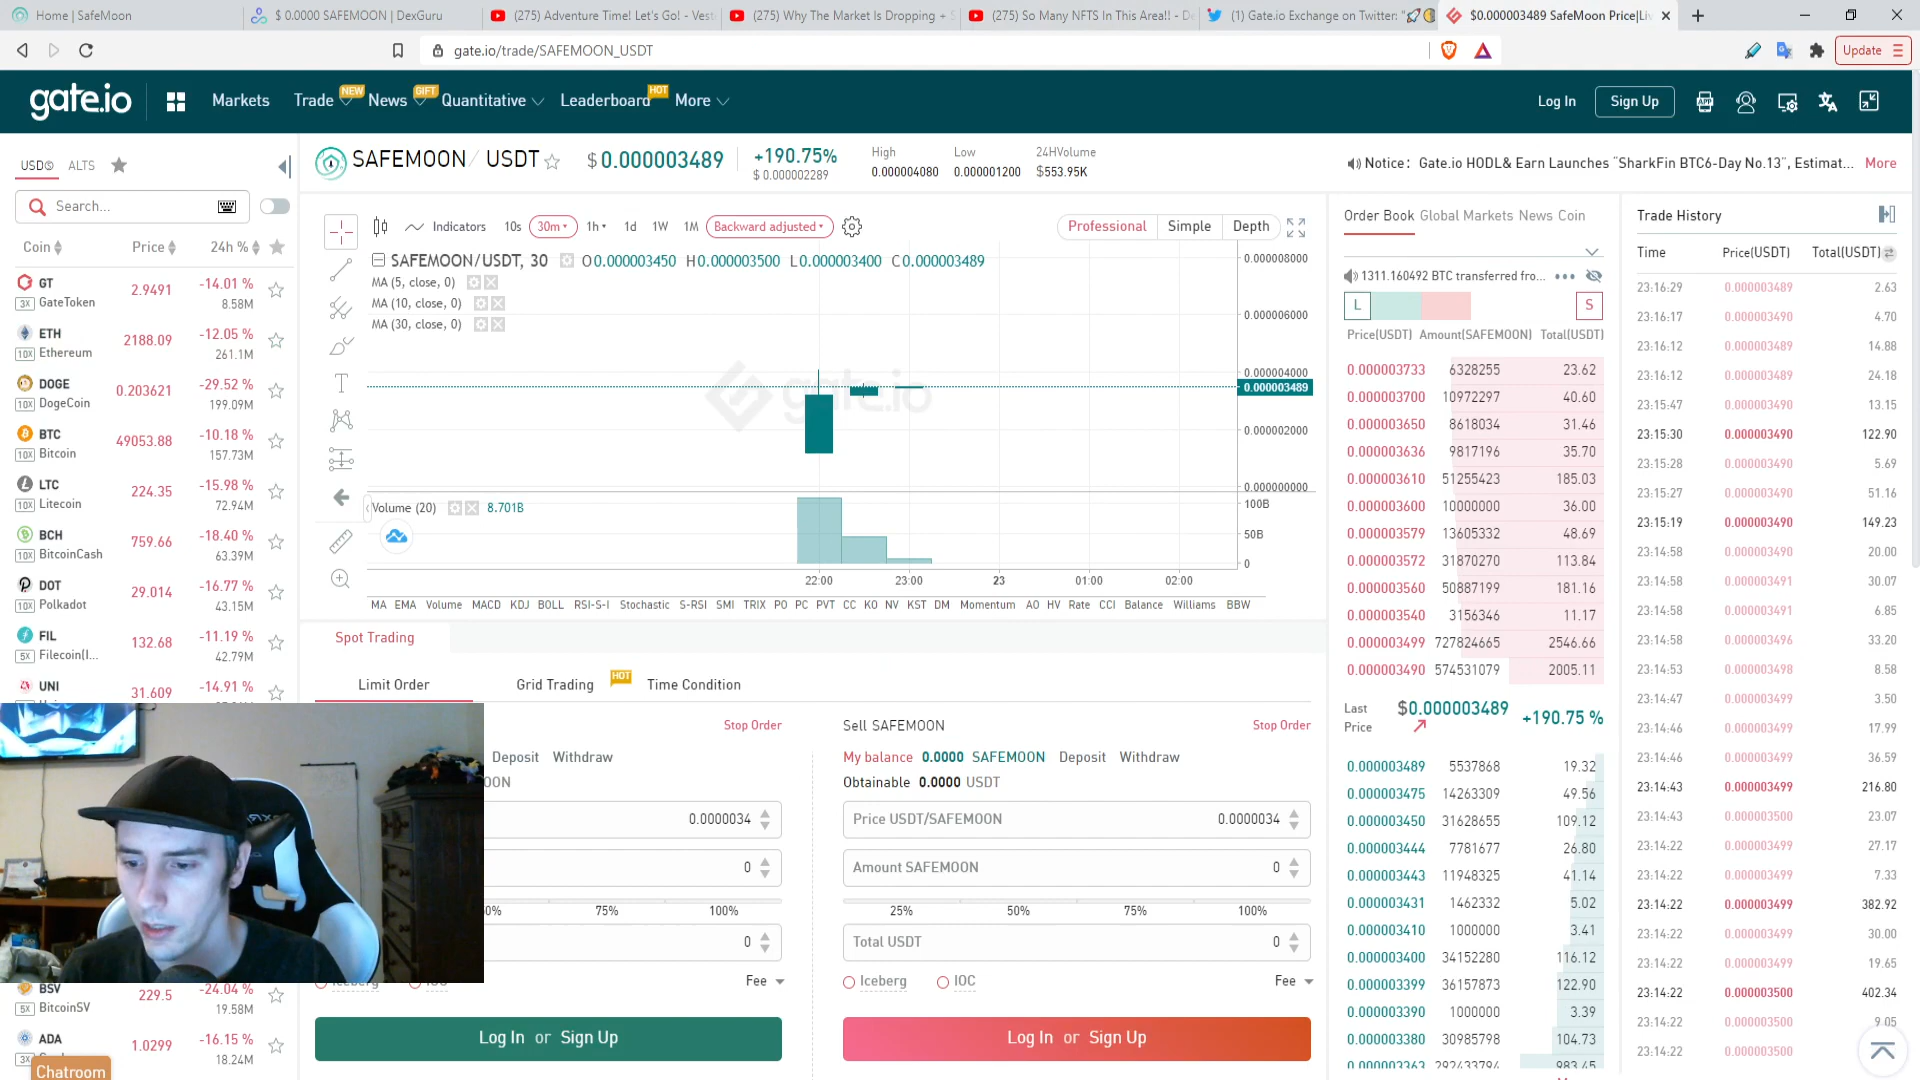 Home | SafeMoon
$ 0.0000 SAFEMOON | DexGuru
(275) Adventure Time! Let's Go! - Vest
(275) Why The Market Is Dropping + S
(275) So Many NFTS In This Area!! - De
(1) Gate.io Exchange on Twitter: "🚀
$0.000003489 SafeMoon Price|Li
gate.io/trade/SAFEMOON_USDT
Update
gate.io
Markets
Trade
NEW
News
GIFT
Quantitative
Leaderboard
HOT
More
Log In
Sign Up
APP
USDⓈ ALTS
Search...
Coin Price 24h %
GT 2.9491 -14.01 %
3X GateToken 8.58M
ETH 2188.09 -12.05 %
10X Ethereum 261.1M
DOGE 0.203621 -29.52 %
10X DogeCoin 199.09M
BTC 49053.88 -10.18 %
10X Bitcoin 157.73M
LTC 224.35 -15.98 %
10X Litecoin 72.94M
BCH 759.66 -18.40 %
10X BitcoinCash 63.39M
DOT 29.014 -16.77 %
10X Polkadot 43.15M
FIL 132.68 -11.19 %
5X Filecoin(I... 42.79M
UNI 31.609 -14.91 %
BSV 229.5 -24.04 %
5X BitcoinSV 19.58M
ADA 1.0299 -16.15 %
3X 18.24M
Chatroom
SAFEMOON/ USDT $ 0.000003489 +190.75%
$ 0.000002289
High
0.000004080
Low
0.000001200
24HVolume
$553.95K
Notice: Gate.io HODL& Earn Launches "SharkFin BTC6-Day No.13", Estimat... More
Indicators 10s 30m 1h 1d 1W 1M Backward adjusted
Professional Simple Depth
SAFEMOON/USDT, 30 O0.000003450 H0.000003500 L0.000003400 C0.000003489
MA (5, close, 0)
MA (10, close, 0)
MA (30, close, 0)
gate.io
0.000008000
0.000006000
0.000004000
0.000003489
0.000002000
0.000000000
Volume (20) 8.701B
100B
50B
0
22:00 23:00 23 01:00 02:00
MA EMA Volume MACD KDJ BOLL RSI-S-I Stochastic S-RSI SMI TRIX PO PC PVT CC KO NV KST DM Momentum AO HV Rate CCI Balance Williams BBW
Spot Trading
Limit Order Grid Trading HOT Time Condition
Stop Order
Deposit Withdraw
OON
0.0000034
0
75% 100%
0
Fee
Log In or Sign Up
Sell SAFEMOON Stop Order
My balance 0.0000 SAFEMOON Deposit Withdraw
Obtainable 0.0000 USDT
Price USDT/SAFEMOON 0.0000034
Amount SAFEMOON 0
25% 50% 75% 100%
Total USDT 0
Iceberg IOC Fee
Log In or Sign Up
Order Book Global Markets News Coin
1311.160492 BTC transferred fro...
L S
Price(USDT) Amount(SAFEMOON) Total(USDT)
0.000003733 6328255 23.62
0.000003700 10972297 40.60
0.000003650 8618034 31.46
0.000003636 9817196 35.70
0.000003610 51255423 185.03
0.000003600 10000000 36.00
0.000003579 13605332 48.69
0.000003572 31870270 113.84
0.000003560 50887199 181.16
0.000003540 3156346 11.17
0.000003499 727824665 2546.66
0.000003490 574531079 2005.11
Last Price $0.000003489 +190.75 %
0.000003489 5537868 19.32
0.000003475 14263309 49.56
0.000003450 31628655 109.12
0.000003444 7781677 26.80
0.000003443 11948325 41.14
0.000003431 1462332 5.02
0.000003410 1000000 3.41
0.000003400 34152280 116.12
0.000003399 36157873 122.90
0.000003390 1000000 3.39
0.000003380 30985798 104.73
0.000003363 292433794 983.45
Trade History
Time Price(USDT) Total(USDT)
23:16:29 0.000003489 2.63
23:16:17 0.000003490 4.70
23:16:12 0.000003489 14.88
23:16:12 0.000003489 24.18
23:15:47 0.000003490 13.15
23:15:30 0.000003490 122.90
23:15:28 0.000003490 5.69
23:15:27 0.000003490 51.16
23:15:19 0.000003490 149.23
23:14:58 0.000003490 20.00
23:14:58 0.000003491 30.07
23:14:58 0.000003491 6.85
23:14:58 0.000003496 33.20
23:14:53 0.000003498 8.58
23:14:47 0.000003499 3.50
23:14:46 0.000003499 17.99
23:14:46 0.000003499 36.59
23:14:43 0.000003499 216.80
23:14:43 0.000003500 23.07
23:14:22 0.000003499 27.17
23:14:22 0.000003499 7.33
23:14:22 0.000003499 382.92
23:14:22 0.000003499 30.00
23:14:22 0.000003499 19.65
23:14:22 0.000003500 402.34
23:14:22 0.000003500 9.05
23:14:22 0.000003500